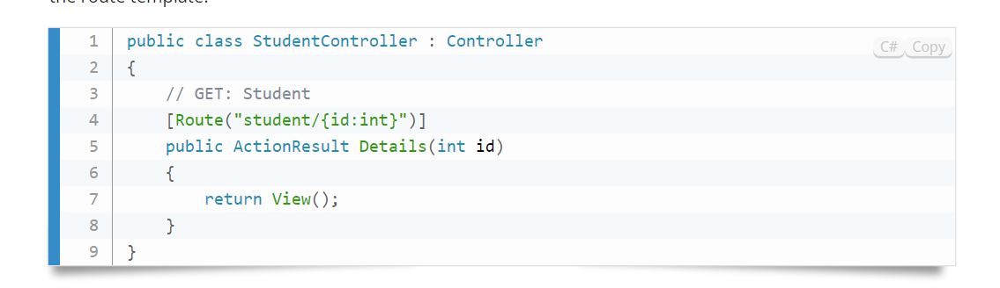 the route template.
C# Copy
1 public class StudentController : Controller
2 {
3     // GET: Student
4     [Route("student/{id:int}")]
5     public ActionResult Details(int id)
6     {
7         return View();
8     }
9 }